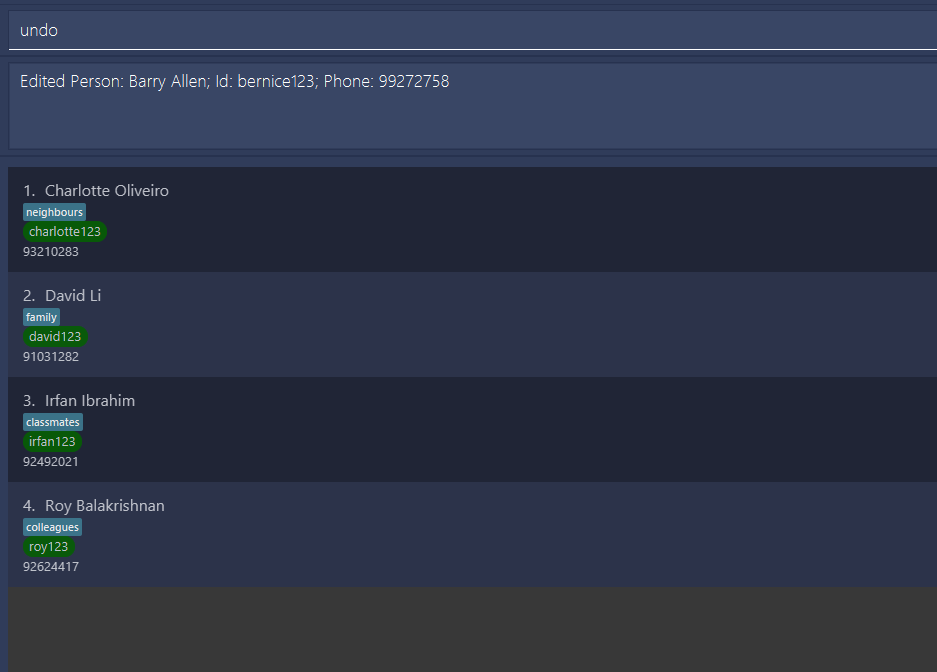 undo
Edited Person: Barry Allen; Id: bernice123; Phone: 99272758
1. Charlotte Oliveiro
neighbours
charlotte123
93210283
2. David Li
family
david123
91031282
3. Irfan Ibrahim
classmates
irfan123
92492021
4. Roy Balakrishnan
colleagues
roy123
92624417